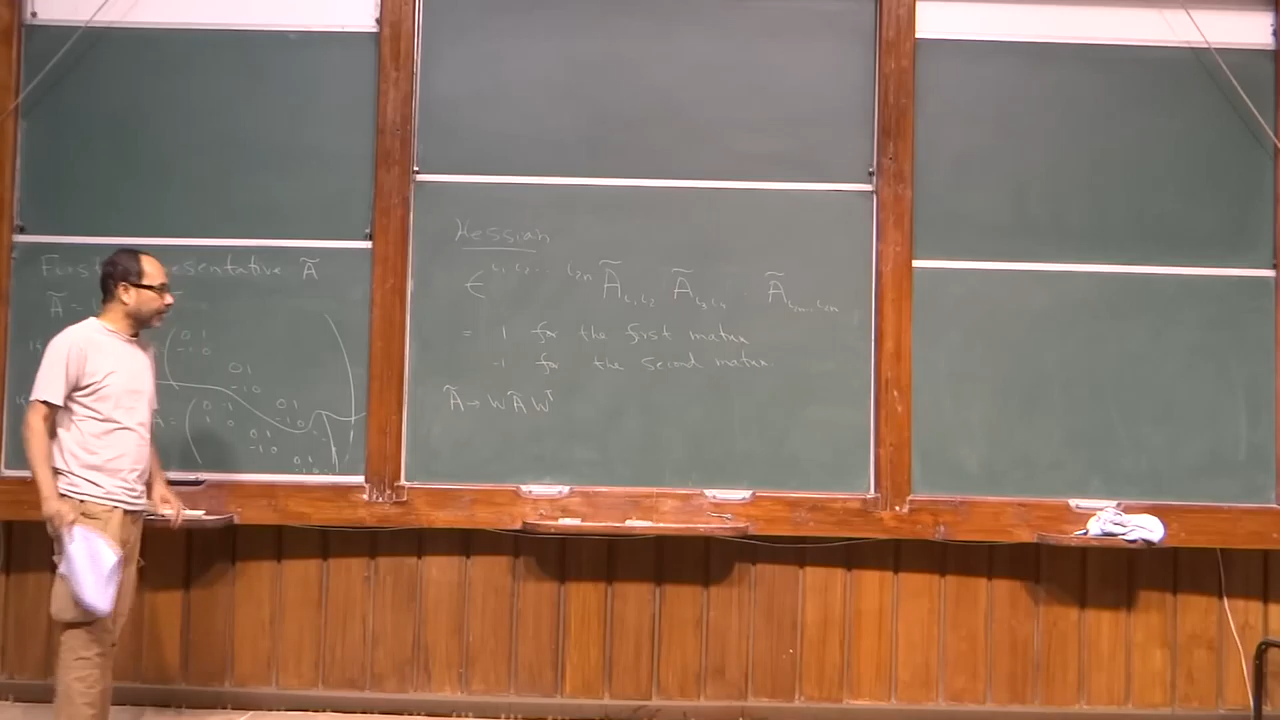 First esentative Ã
Ã =
0 1
-1 0
0 1
-1 0
A = ( 0 -1 0 1
1 0 -1 0
0 1
-1 0
0 1
-1 0
Hessian
ϵ^{i₁ i₂ ... i₂ₙ} Ã_{i₁ i₂} Ã_{i₃ i₄} .. Ã_{i₂ₙ₋₁ i₂ₙ}
= 1 for the first matrix
-1 for the second matrix.
Ã → W Ã Wᵀ